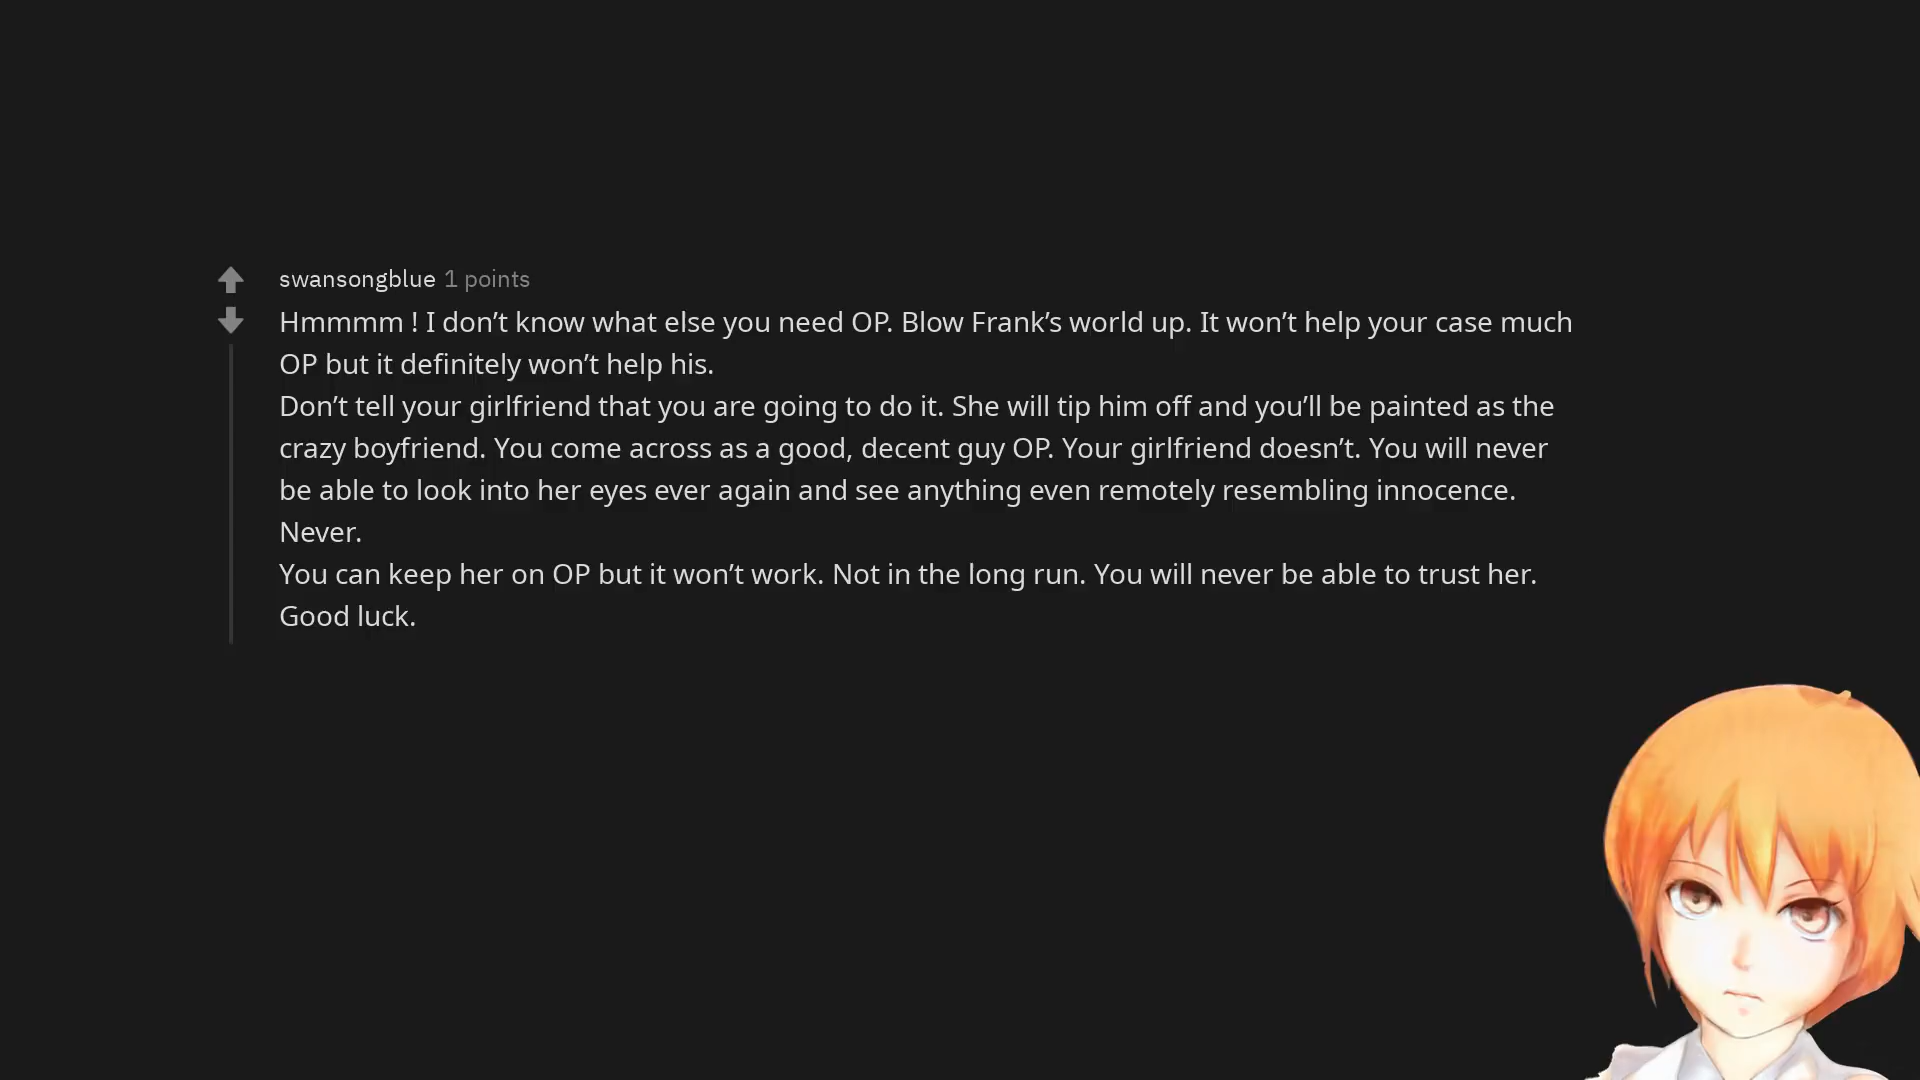 swansongblue 1 points
Hmmmm ! I don’t know what else you need OP. Blow Frank’s world up. It won’t help your case much
OP but it definitely won’t help his.
Don’t tell your girlfriend that you are going to do it. She will tip him off and you’ll be painted as the
crazy boyfriend. You come across as a good, decent guy OP. Your girlfriend doesn’t. You will never
be able to look into her eyes ever again and see anything even remotely resembling innocence.
Never.
You can keep her on OP but it won’t work. Not in the long run. You will never be able to trust her.
Good luck.